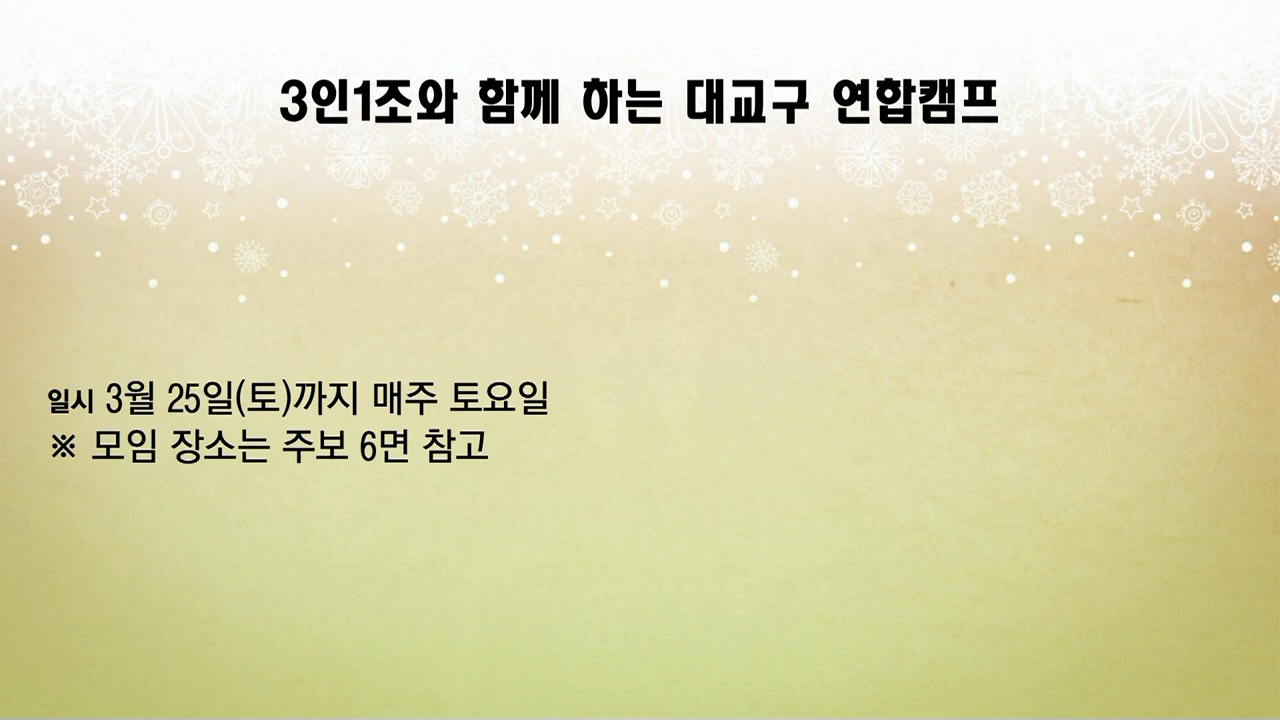 3인1조와 함께 하는 대교구 연합캠프
일시 3월 25일(토)까지 매주 토요일
※ 모임 장소는 주보 6면 참고